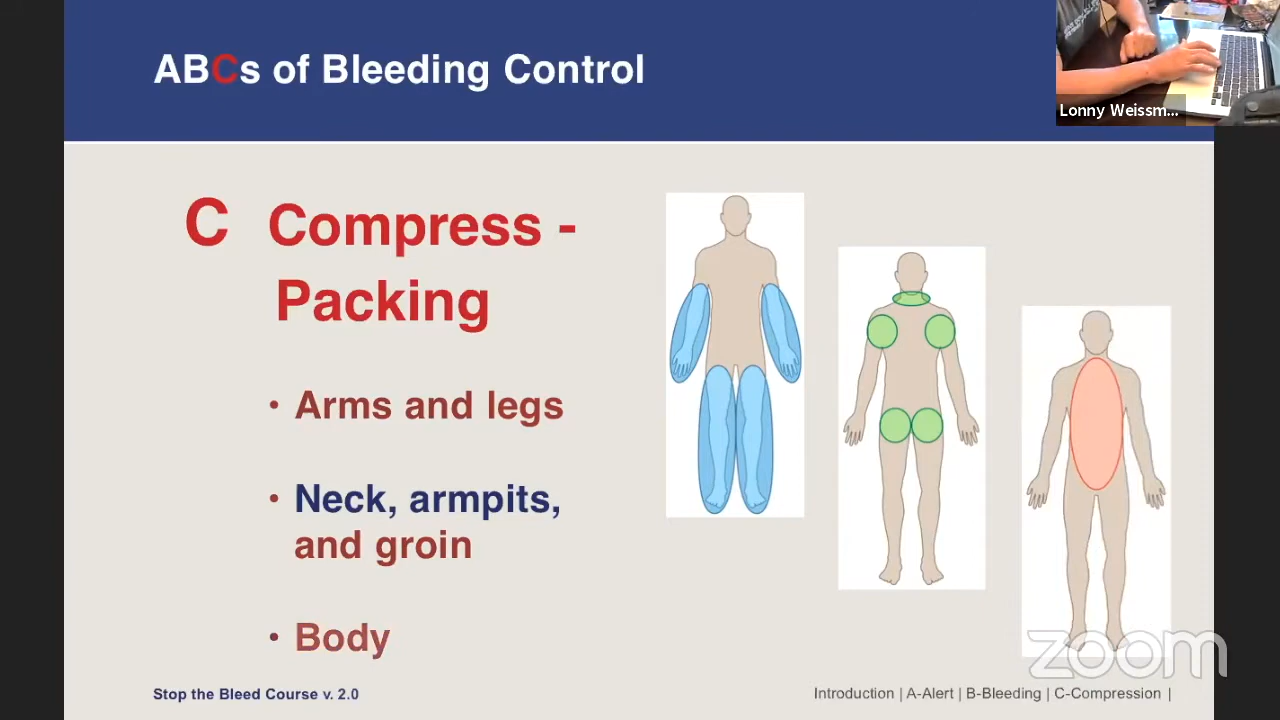 ABCs of Bleeding Control
Lonny Weissm...
C Compress -
Packing
• Arms and legs
• Neck, armpits,
and groin
• Body
zoom
Stop the Bleed Course v. 2.0
Introduction | A-Alert | B-Bleeding | C-Compression |